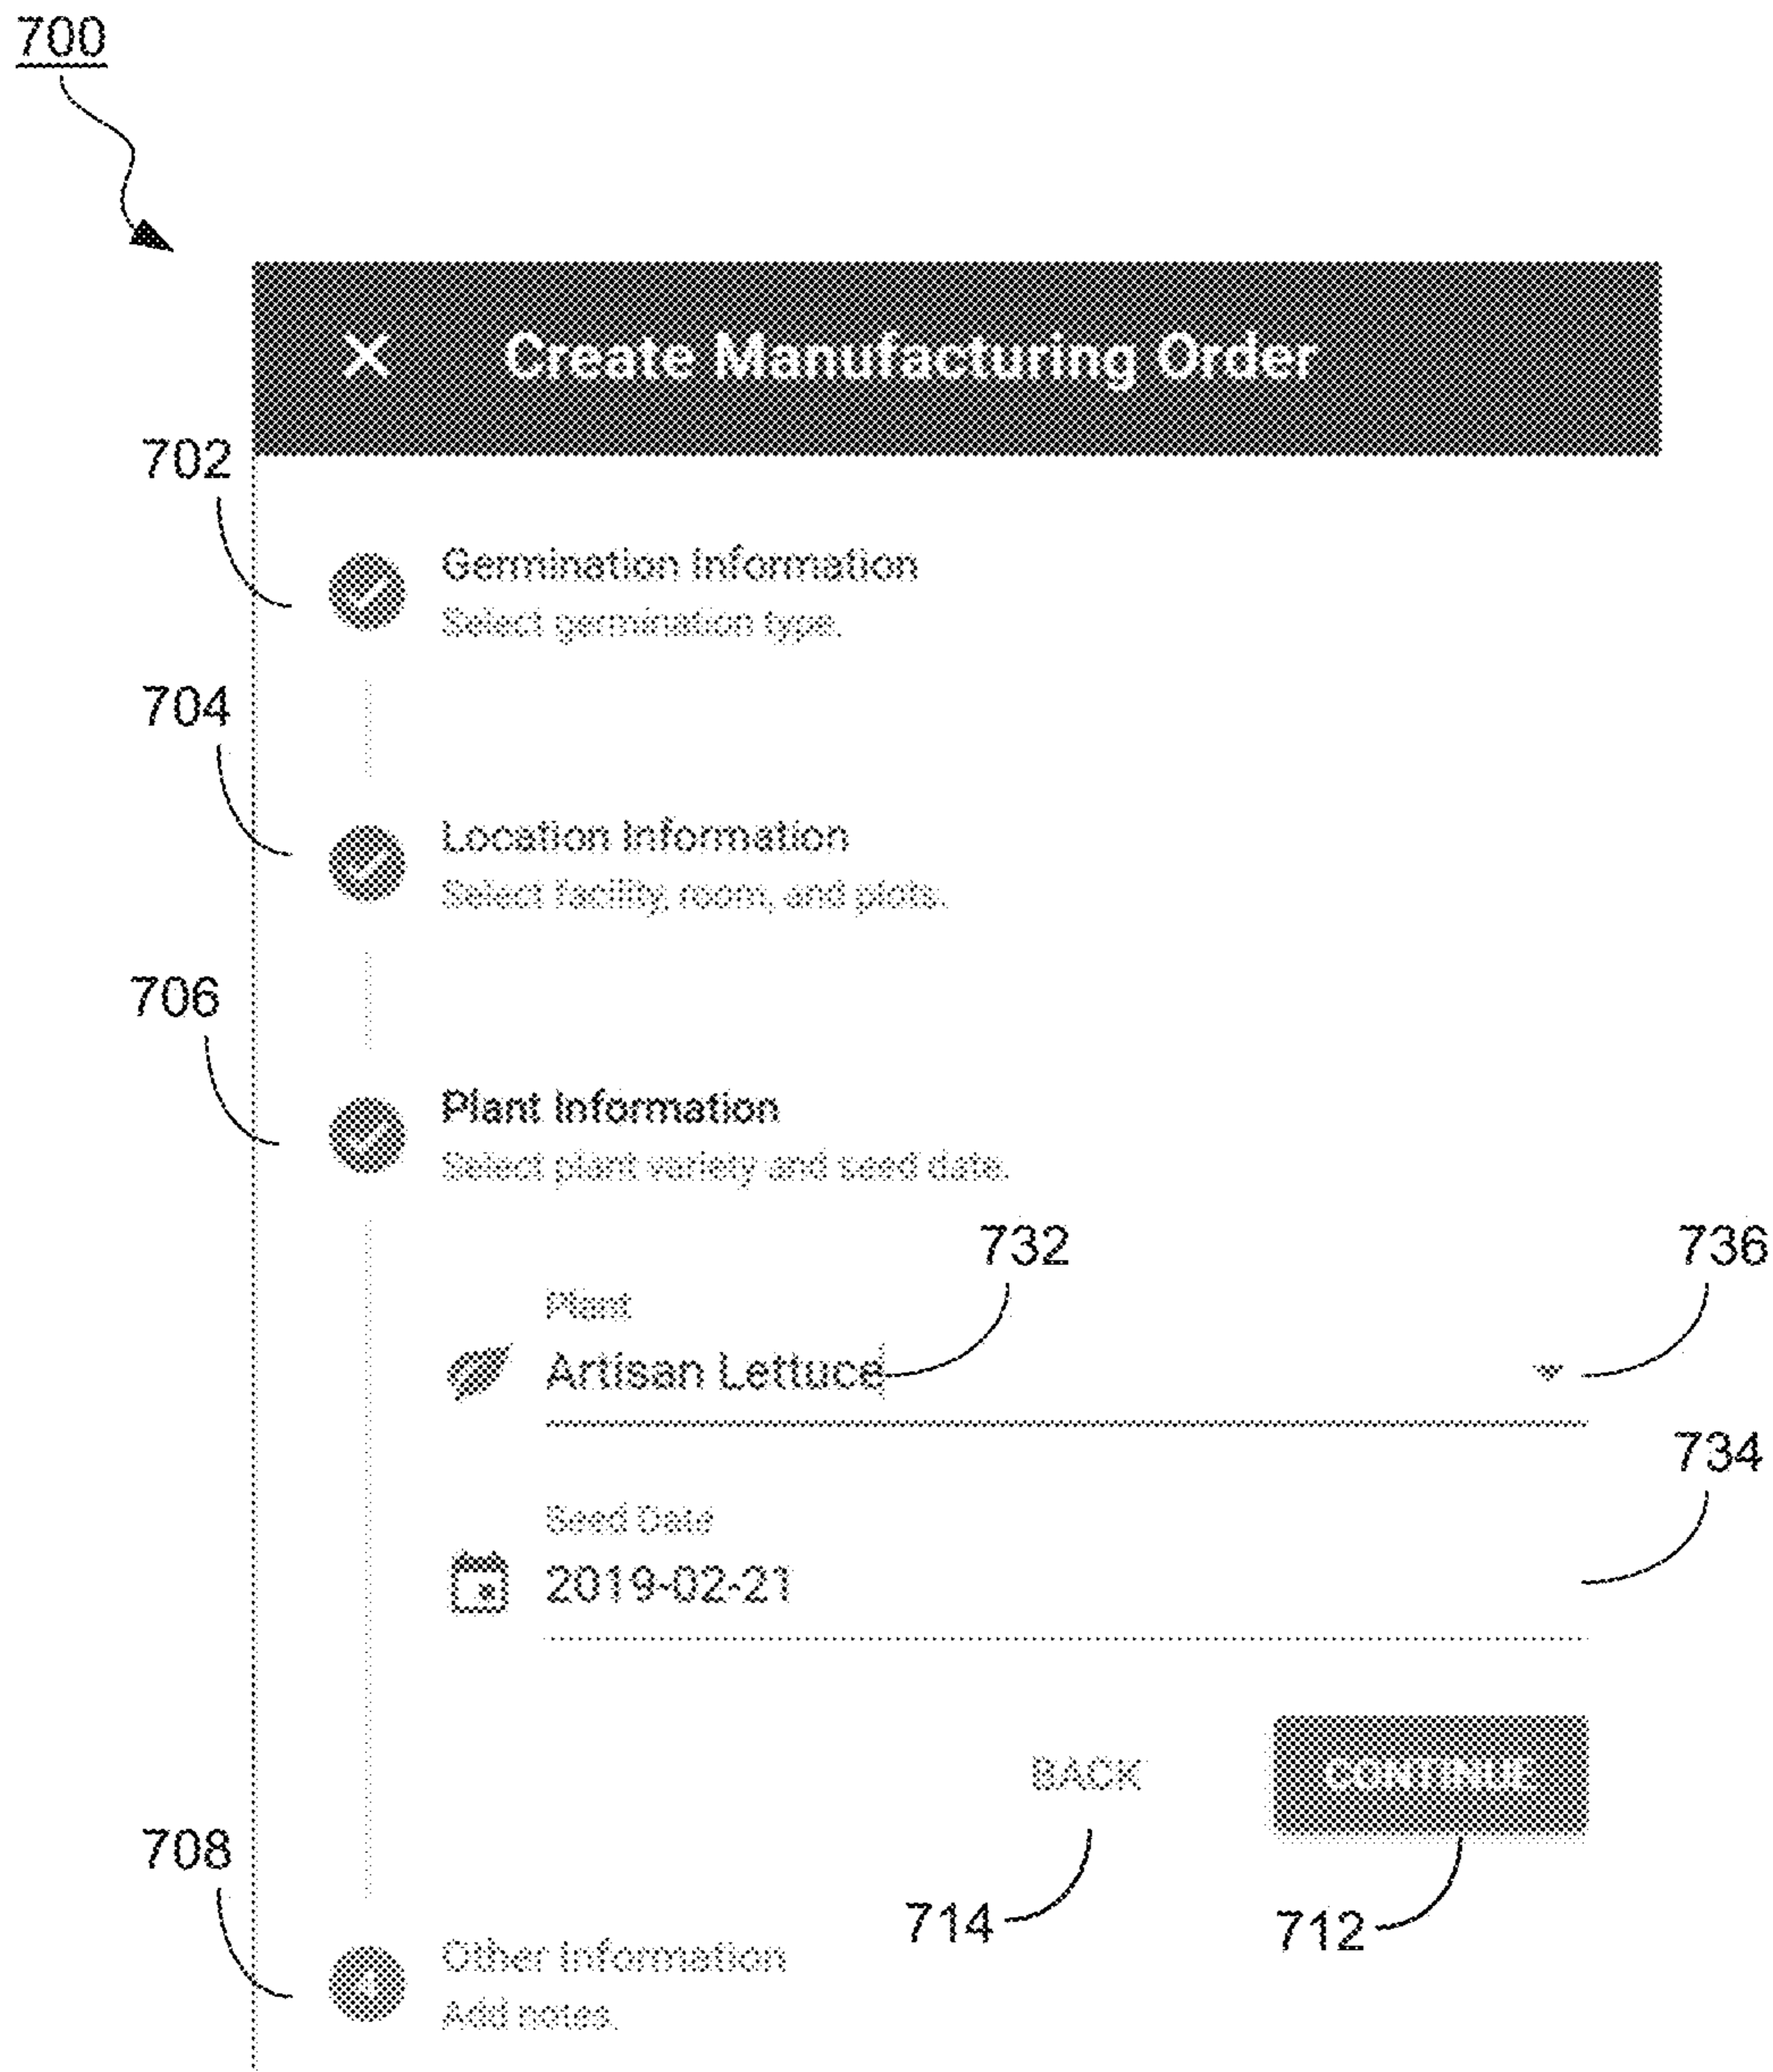 700
Create Manufacturing Order
702
Germination Information
Select germination type.
704
Location Information
Select facility, room, and plots.
706
Plant Information
Select plant variety and seed date.
732
736
Plant
Artisan Lettuce
734
Seed Date
2019-02-21
BACK
CONTINUE
708
714
712
4
Other Information
Add notes.